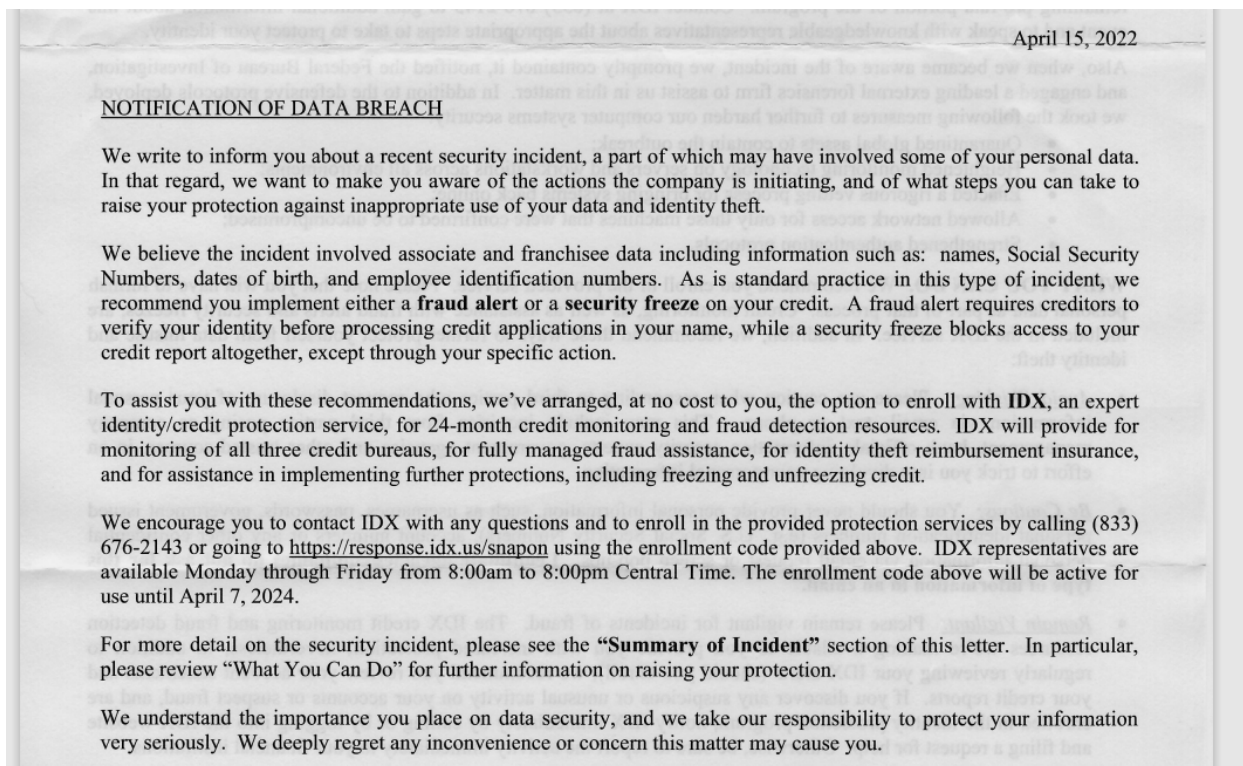 April 15, 2022
NOTIFICATION OF DATA BREACH
We write to inform you about a recent security incident, a part of which may have involved some of your personal data.
In that regard, we want to make you aware of the actions the company is initiating, and of what steps you can take to
raise your protection against inappropriate use of your data and identity theft.
We believe the incident involved associate and franchisee data including information such as:  names, Social Security
Numbers, dates of birth, and employee identification numbers.  As is standard practice in this type of incident, we
recommend you implement either a fraud alert or a security freeze on your credit.  A fraud alert requires creditors to
verify your identity before processing credit applications in your name, while a security freeze blocks access to your
credit report altogether, except through your specific action.
To assist you with these recommendations, we’ve arranged, at no cost to you, the option to enroll with IDX, an expert
identity/credit protection service, for 24-month credit monitoring and fraud detection resources.  IDX will provide for
monitoring of all three credit bureaus, for fully managed fraud assistance, for identity theft reimbursement insurance,
and for assistance in implementing further protections, including freezing and unfreezing credit.
We encourage you to contact IDX with any questions and to enroll in the provided protection services by calling (833)
676-2143 or going to https://response.idx.us/snapon using the enrollment code provided above.  IDX representatives are
available Monday through Friday from 8:00am to 8:00pm Central Time. The enrollment code above will be active for
use until April 7, 2024.
For more detail on the security incident, please see the “Summary of Incident” section of this letter.  In particular,
please review “What You Can Do” for further information on raising your protection.
We understand the importance you place on data security, and we take our responsibility to protect your information
very seriously.  We deeply regret any inconvenience or concern this matter may cause you.